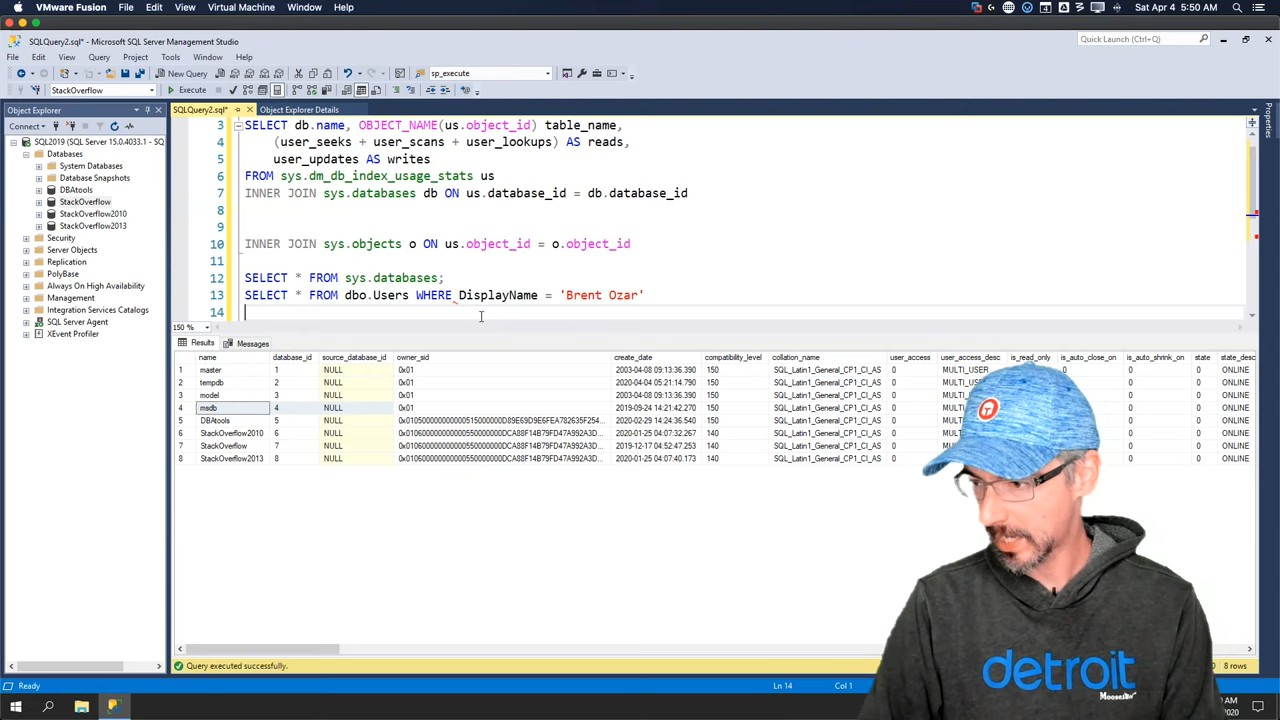 VMware Fusion File Edit View Virtual Machine Window Help Sat Apr 4 5:50 AM
SQLQuery2.sql* - Microsoft SQL Server Management Studio
Quick Launch (Ctrl+Q)
File Edit View Query Project Tools Window Help
New Query sp_execute
StackOverflow Execute
Object Explorer
SQLQuery2.sql* Object Explorer Details
Properties
Connect
SQL2019 (SQL Server 15.0.4033.1 - SQ
Databases
System Databases
Database Snapshots
DBAtools
StackOverflow
StackOverflow2010
StackOverflow2013
Security
Server Objects
Replication
PolyBase
Always On High Availability
Management
Integration Services Catalogs
SQL Server Agent
XEvent Profiler
3 SELECT db.name, OBJECT_NAME(us.object_id) table_name,
4 (user_seeks + user_scans + user_lookups) AS reads,
5 user_updates AS writes
6 FROM sys.dm_db_index_usage_stats us
7 INNER JOIN sys.databases db ON us.database_id = db.database_id
8
9
10 INNER JOIN sys.objects o ON us.object_id = o.object_id
11
12 SELECT * FROM sys.databases;
13 SELECT * FROM dbo.Users WHERE DisplayName = 'Brent Ozar'
14
150 %
Results Messages
name database_id source_database_id owner_sid create_date compatibility_level collation_name user_access user_access_desc is_read_only is_auto_close_on is_auto_shrink_on state state_desc
1 master 1 NULL 0x01 2003-04-08 09:13:36.390 150 SQL_Latin1_General_CP1_CI_AS 0 MULTI_USER 0 0 0 ONLINE
2 tempdb 2 NULL 0x01 2020-04-04 05:21:14.790 150 SQL_Latin1_General_CP1_CI_AS 0 0 0 ONLINE
3 model 3 NULL 0x01 2003-04-08 09:13:36.390 150 SQL_Latin1_General_CP1_CI_AS 0 0 0 ONLINE
4 msdb 4 NULL 0x01 2019-09-24 14:21:42.270 150 SQL_Latin1_General_CP1_CI_AS 0 0 0 ONLINE
5 DBAtools 5 NULL 2020-02-29 14:24:36.540 150 SQL_Latin1_General_CP1_CI_AS 0 0 0 ONLINE
6 StackOverflow2010 6 NULL 2020-01-25 04:07:32.267 140 SQL_Latin1_General_CP1_CI_AS 0 0 0 ONLINE
7 StackOverflow 7 NULL 2019-12-17 04:52:47.253 140 SQL_Latin1_General_CP1_CI_AS 0 0 0 ONLINE
8 StackOverflow2013 8 NULL 2020-01-25 04:07:40.173 140 SQL_Latin1_General_CP1_CI_AS 0 0 0 ONLINE
Query executed successfully. 8 rows
Ready Ln 14 Col 1
detroit